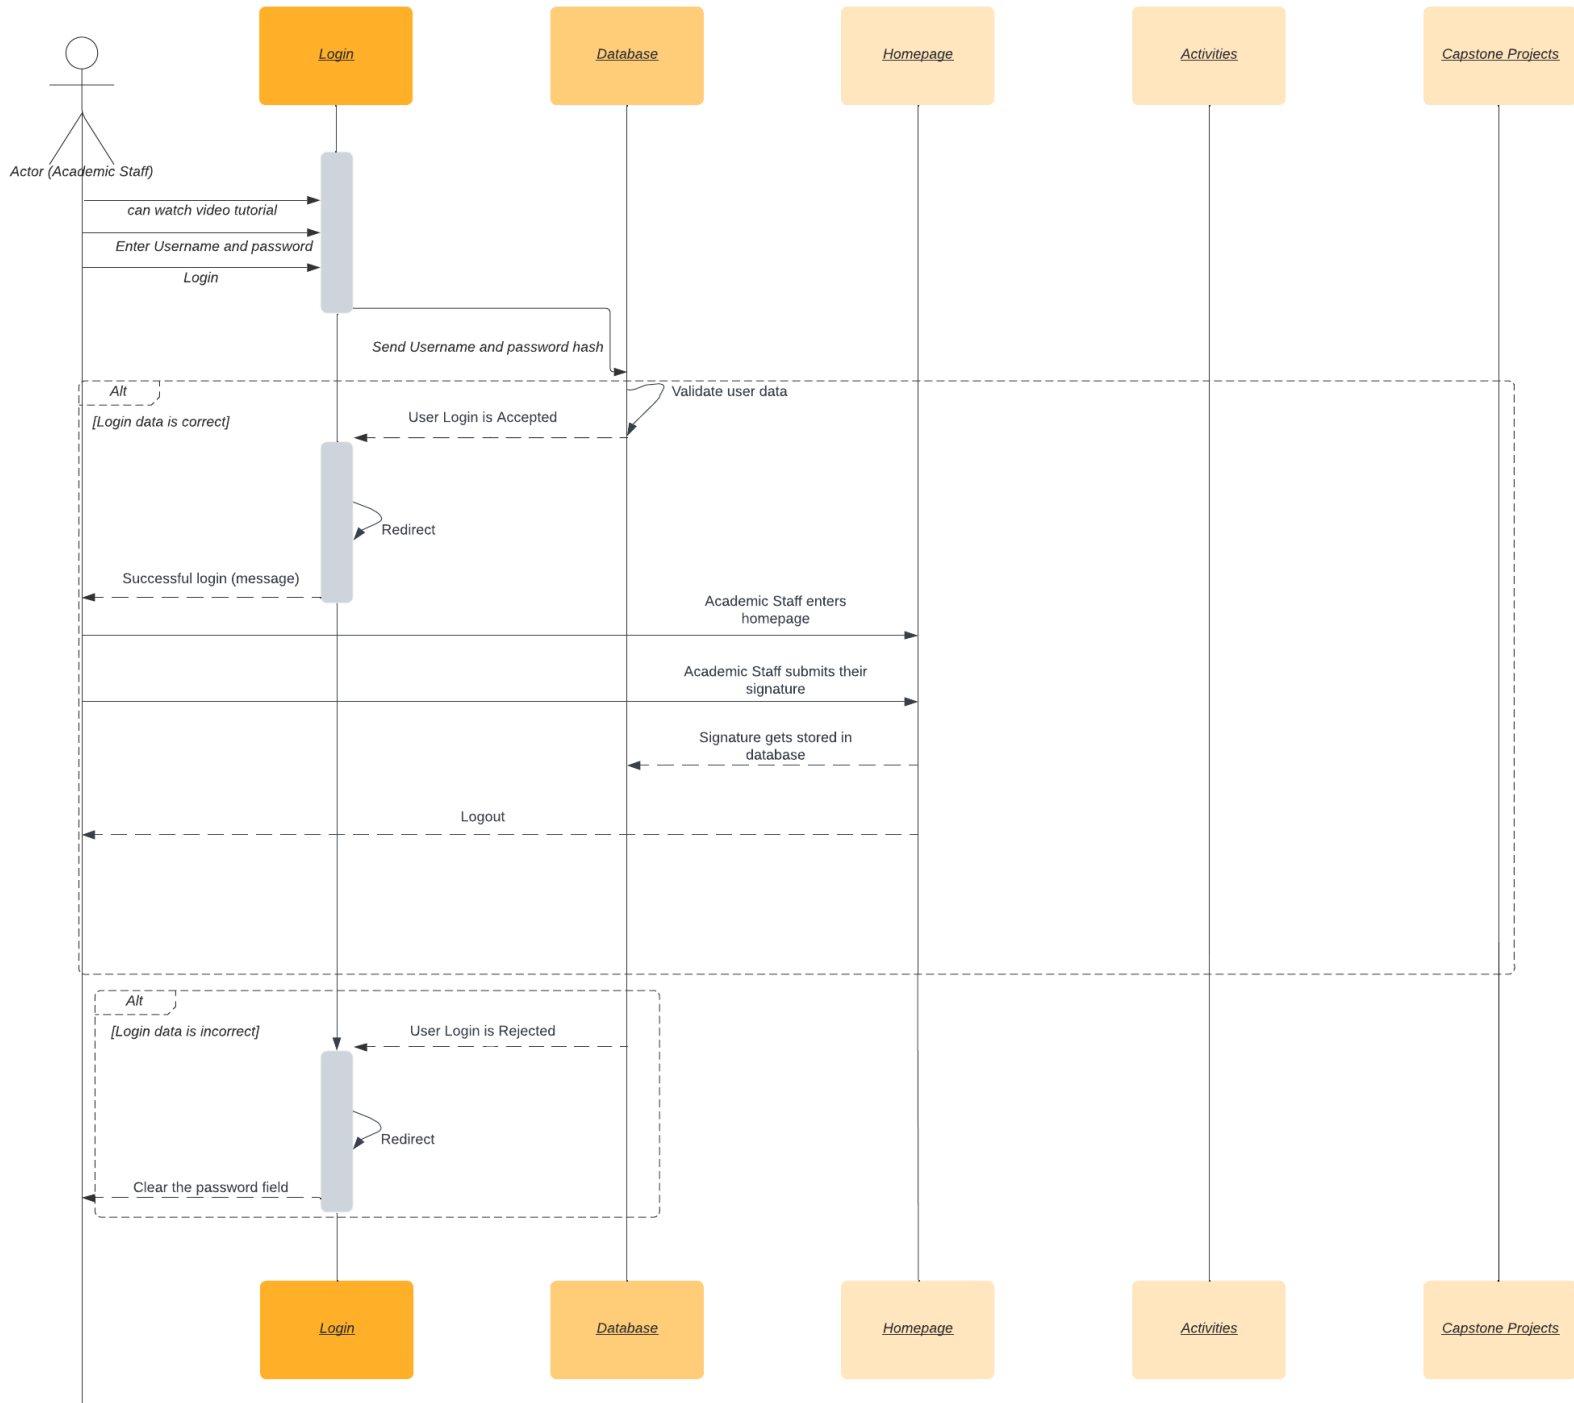 Login
Database
Homepage
Activities
Capstone Projects
Actor (Academic Staff)
can watch video tutorial
Enter Username and password
Login
Send Username and password hash
Alt
Validate user data
[Login data is correct]
User Login is Accepted
Redirect
Successful login (message)
Academic Staff enters
homepage
Academic Staff submits their
signature
Signature gets stored in
database
Logout
Alt
[Login data is incorrect]
User Login is Rejected
Redirect
Clear the password field
Login
Database
Homepage
Activities
Capstone Projects